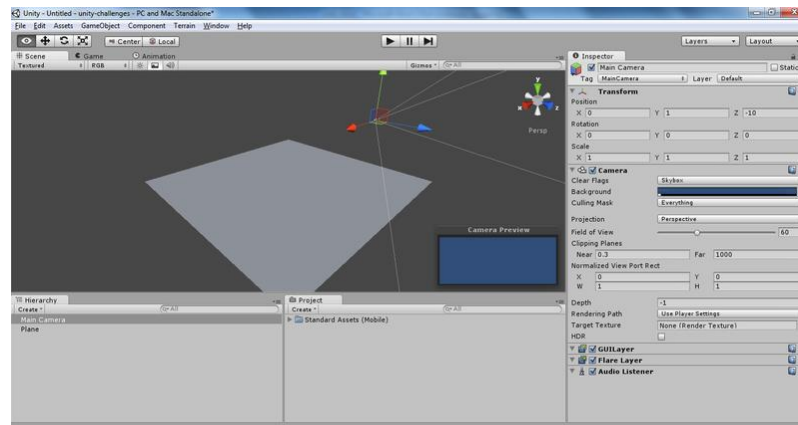 Unity - Untitled - unity-challenges - PC and Mac Standalone*
File Edit Assets GameObject Component Terrain Window Help
Center Local Layers Layout
Scene Game Animation
Textured RGB Gizmos All
y
x z
Persp
Camera Preview
Hierarchy
Create All
Main Camera
Plane
Project
Create All
Standard Assets (Mobile)
Inspector
Main Camera Static
Tag MainCamera Layer Default
Transform
Position
X 0 Y 1 Z -10
Rotation
X 0 Y 0 Z 0
Scale
X 1 Y 1 Z 1
Camera
Clear Flags Skybox
Background
Culling Mask Everything
Projection Perspective
Field of View 60
Clipping Planes
Near 0.3 Far 1000
Normalized View Port Rect
X 0 Y 0
W 1 H 1
Depth -1
Rendering Path Use Player Settings
Target Texture None (Render Texture)
HDR
GUILayer
Flare Layer
Audio Listener